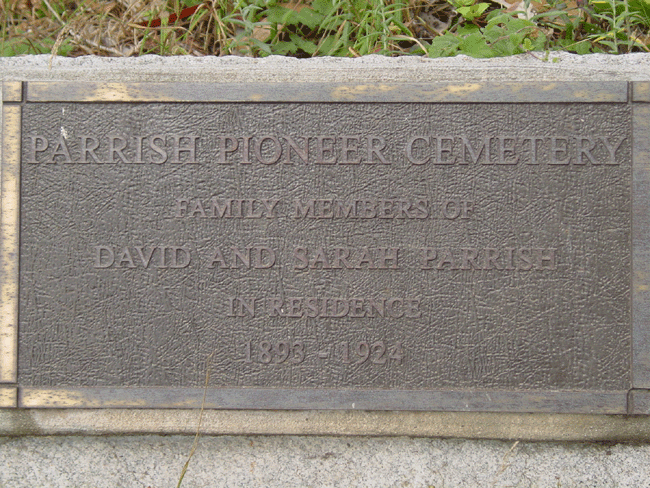 PARRISH PIONEER CEMETERY
FAMILY MEMBERS OF
DAVID AND SARAH PARRISH
IN RESIDENCE
1893 - 1924